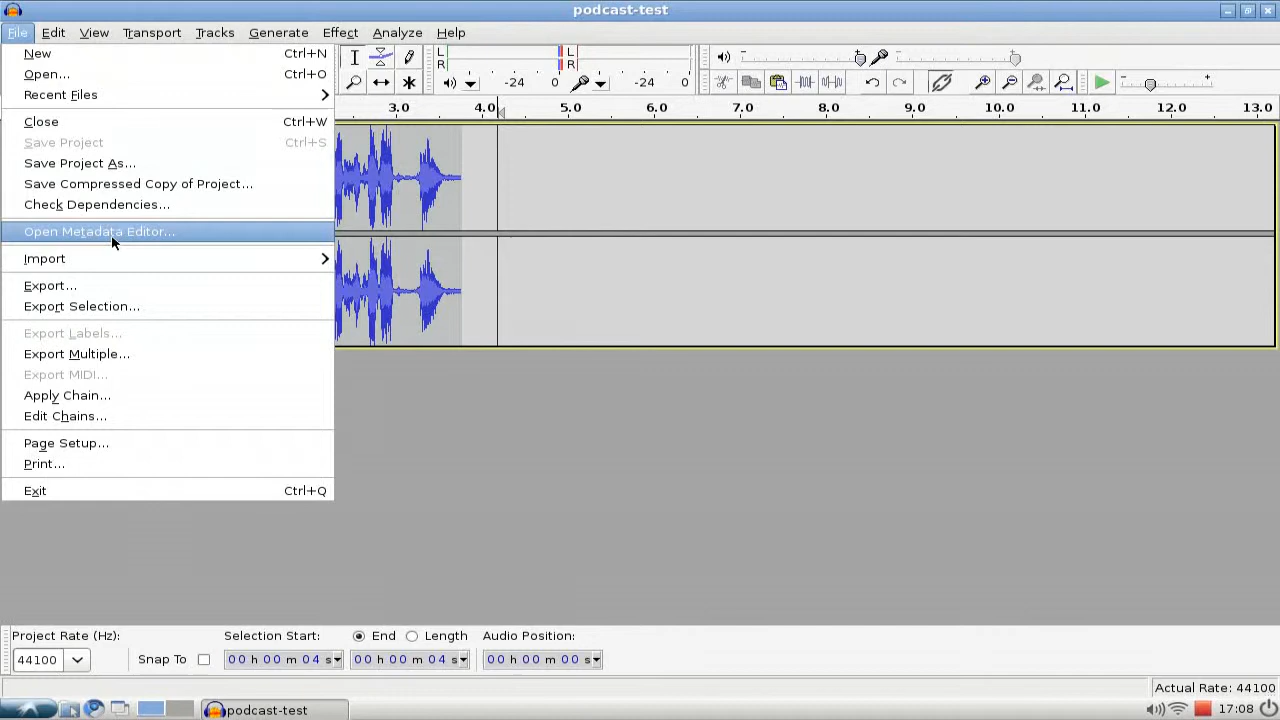 podcast-test
File Edit View Transport Tracks Generate Effect Analyze Help
New Ctrl+N
Open... Ctrl+O
Recent Files
Close Ctrl+W
Save Project Ctrl+S
Save Project As...
Save Compressed Copy of Project...
Check Dependencies...
Open Metadata Editor...
Import
Export...
Export Selection...
Export Labels...
Export Multiple...
Export MIDI...
Apply Chain...
Edit Chains...
Page Setup...
Print...
Exit Ctrl+Q
L
R
L
R
-24 0 -24 0
3.0 4.0 5.0 6.0 7.0 8.0 9.0 10.0 11.0 12.0 13.0
Project Rate (Hz): Selection Start: End Length Audio Position:
44100 Snap To 00 h 00 m 04 s 00 h 00 m 04 s 00 h 00 m 00 s
Actual Rate: 44100
podcast-test 17:08